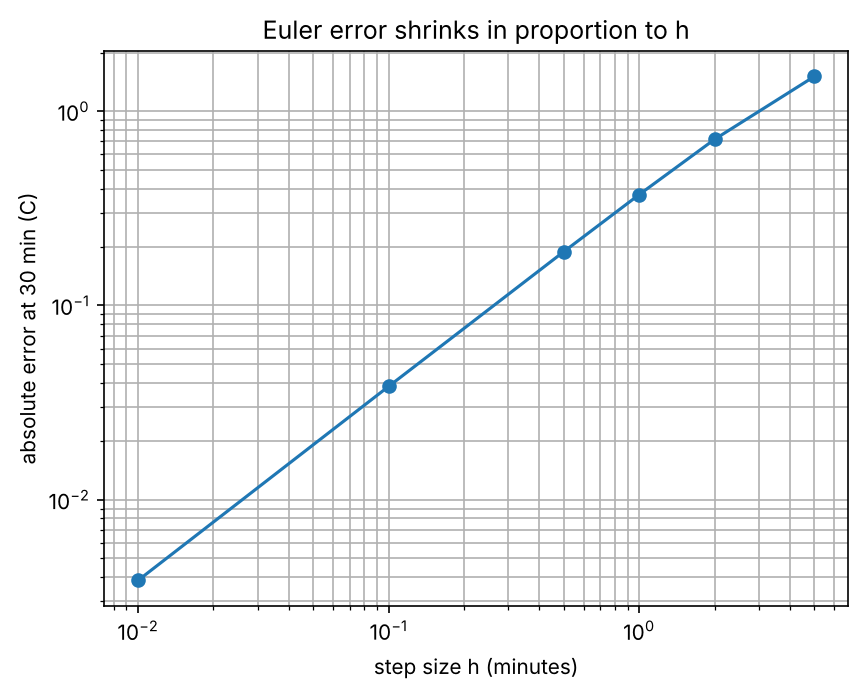 Euler error shrinks in proportion to h
absolute error at 30 min (C)
10⁰
10⁻¹
10⁻²
10⁻²
10⁻¹
10⁰
step size h (minutes)